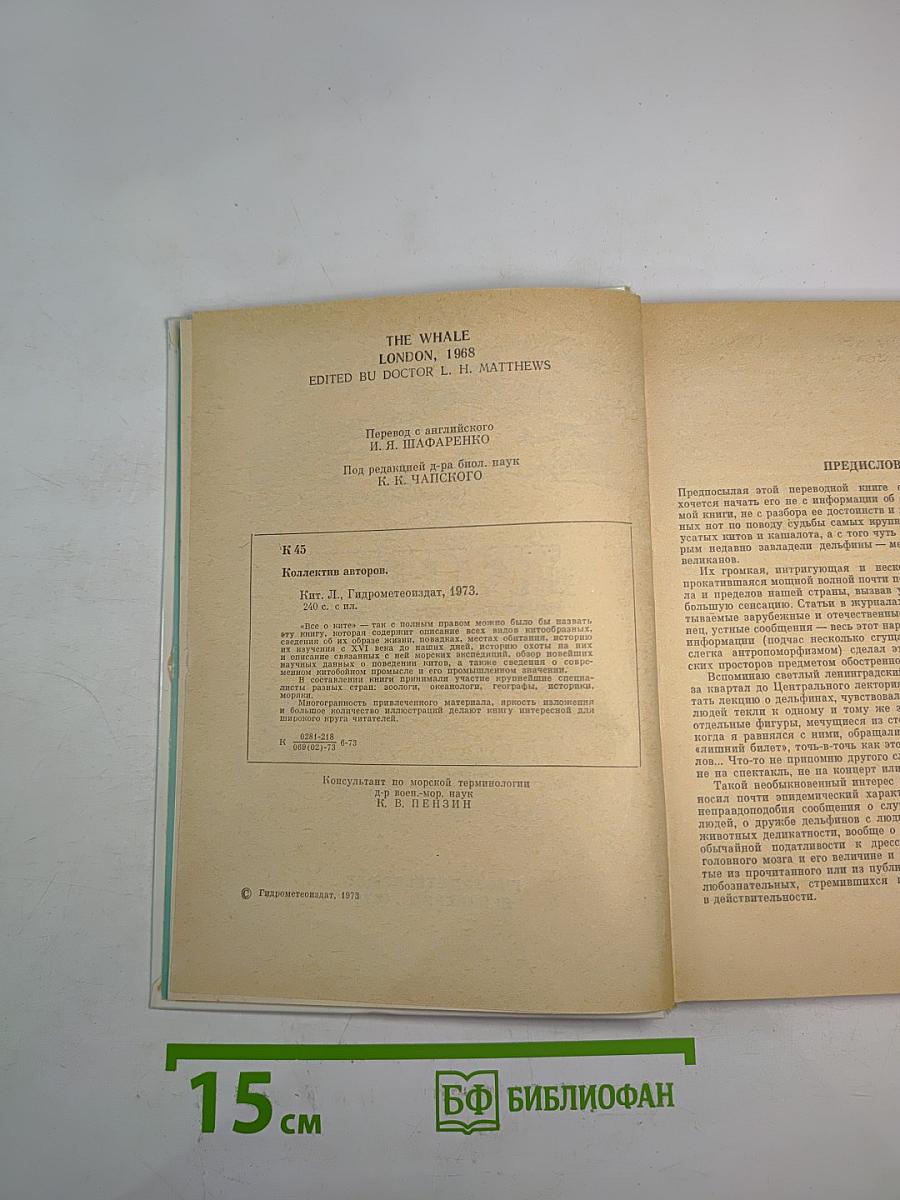 THE WHALE
LONDON, 1968
EDITED BU DOCTOR L. H. MATTHEWS
Перевод с английского
И. Я. ШАФАРЕНКО
Под редакцией д-ра биол. наук
К. К. ЧАПСКОГО
К 45
Коллектив авторов.
Кит. Л., Гидрометеоиздат, 1973.
240 с. с ил.
«Все о ките» — так с полным правом можно было бы назвать
эту книгу, которая содержит описание всех видов китообразных,
сведения об их образе жизни, повадках, местах обитания, историю
их изучения с XVI века до наших дней, историю охоты на них
и описание связанных с ней морских экспедиций, обзор новейших
научных данных о поведении китов, а также сведения о совре-
менном китобойном промысле и его промышленном значении.
В составлении книги принимали участие крупнейшие специа-
листы разных стран: зоологи, океанологи, географы, историки,
моряки.
Многогранность привлеченного материала, яркость изложения
и большое количество иллюстраций делают книгу интересной для
широкого круга читателей.
К 0281-218
069(02)-73 6-73
Консультант по морской терминологии
д-р воен.-мор. наук
К. В. ПЕНЗИН
© Гидрометеоиздат, 1973
ПРЕДИСЛОВ
Предпосылая этой переводной книге
хочется начать его не с информации об
мой книги, не с разбора ее достоинств и
ных нот по поводу судьбы самых крупн
усатых китов и кашалота, а с того чуть
рым недавно завладели дельфины — ме
великанов.
Их громкая, интригующая и неск
прокатившаяся мощной волной почти по
ла и пределов нашей страны, вызвав
большую сенсацию. Статьи в журналах
тываемые зарубежные и отечественны
нец, устные сообщения — весь этот нар
информации (подчас несколько сгуща
слегка антропоморфизмом) сделал эт
ских просторов предметом обостренно
Вспоминаю светлый ленинградский
за квартал до Центрального лектория
тать лекцию о дельфинах, чувствовал
людей текли к одному и тому же
отдельные фигуры, мечущиеся из сто
когда я равнялся с ними, обращали
«лишний билет», точь-в-точь как это
лов... Что-то не припомню другого сл
не на спектакль, не на концерт или
Такой необыкновенный интерес
носил почти эпидемический характ
неправдоподобия сообщения о слу
людей, о дружбе дельфинов с люд
животных деликатности, вообще о
обычайной податливости к дресс
головного мозга и его величине и
тые из прочитанного или из публи
любознательных, стремившихся
в действительности.
15 см
БФ БИБЛИОФАН